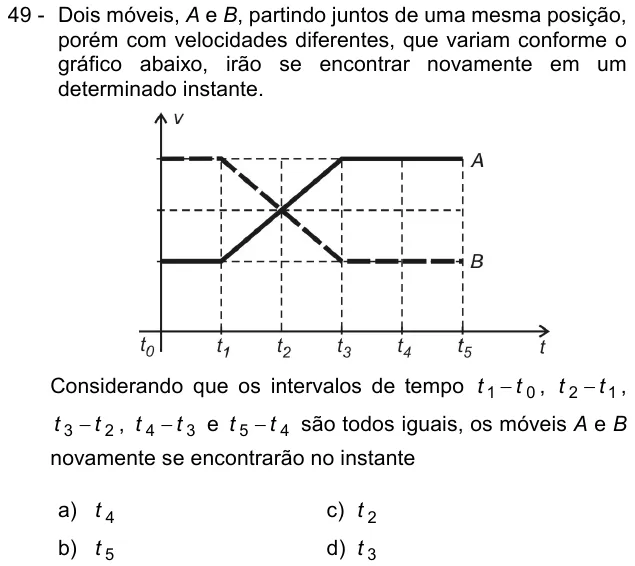 49 - Dois móveis, A e B, partindo juntos de uma mesma posição,
porém com velocidades diferentes, que variam conforme o
gráfico abaixo, irão se encontrar novamente em um
determinado instante.
v
A
B
t0 t1 t2 t3 t4 t5 t
Considerando que os intervalos de tempo t1 – t0 , t2 – t1 ,
t3 – t2 , t4 – t3 e t5 – t4 são todos iguais, os móveis A e B
novamente se encontrarão no instante
a) t4 c) t2
b) t5 d) t3